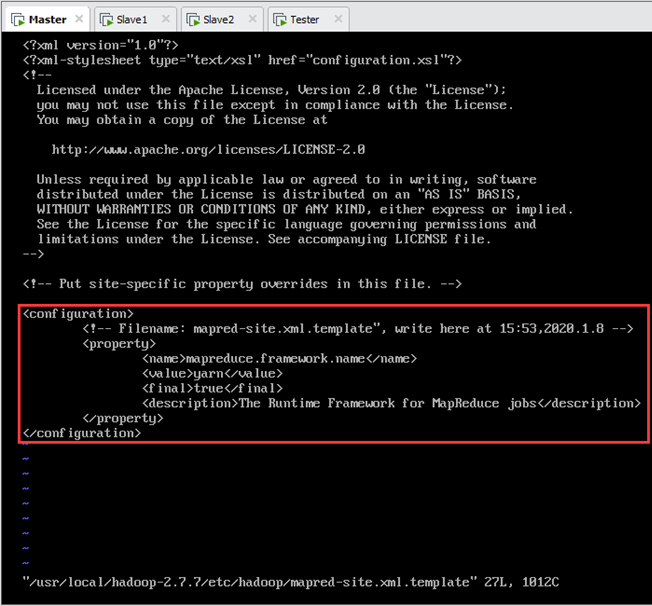 Master Slave1 Slave2 Tester
<?xml version="1.0"?>
<?xml-stylesheet type="text/xsl" href="configuration.xsl"?>
<!--
  Licensed under the Apache License, Version 2.0 (the "License");
  you may not use this file except in compliance with the License.
  You may obtain a copy of the License at

    http://www.apache.org/licenses/LICENSE-2.0

  Unless required by applicable law or agreed to in writing, software
  distributed under the License is distributed on an "AS IS" BASIS,
  WITHOUT WARRANTIES OR CONDITIONS OF ANY KIND, either express or implied.
  See the License for the specific language governing permissions and
  limitations under the License. See accompanying LICENSE file.
-->

<!-- Put site-specific property overrides in this file. -->

<configuration>
        <!-- Filename: mapred-site.xml.template", write here at 15:53,2020.1.8 -->
        <property>
                <name>mapreduce.framework.name</name>
                <value>yarn</value>
                <final>true</final>
                <description>The Runtime Framework for MapReduce jobs</description>
        </property>
</configuration>
~
~
~
~
~
~
~
~
~
"/usr/local/hadoop-2.7.7/etc/hadoop/mapred-site.xml.template" 27L, 1012C